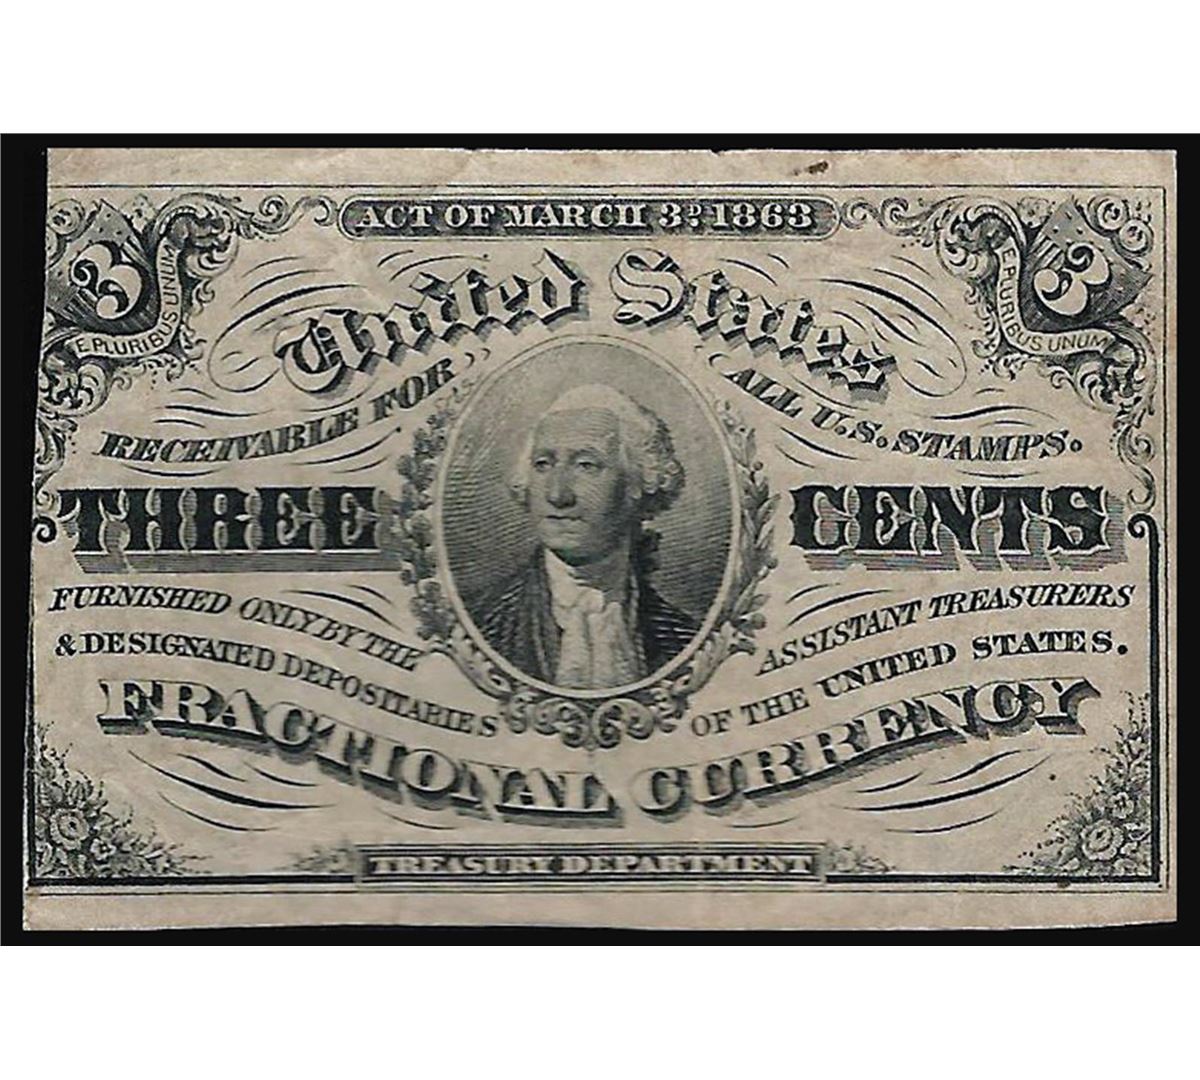 ACT OF MARCH 3D. 1863
3
E PLURIBUS UNUM
3
E PLURIBUS UNUM
United States
RECEIVABLE FOR ALL U.S. STAMPS.
THREE CENTS
FURNISHED ONLY BY THE ASSISTANT TREASURERS
& DESIGNATED DEPOSITARIES OF THE UNITED STATES.
FRACTIONAL CURRENCY
TREASURY DEPARTMENT